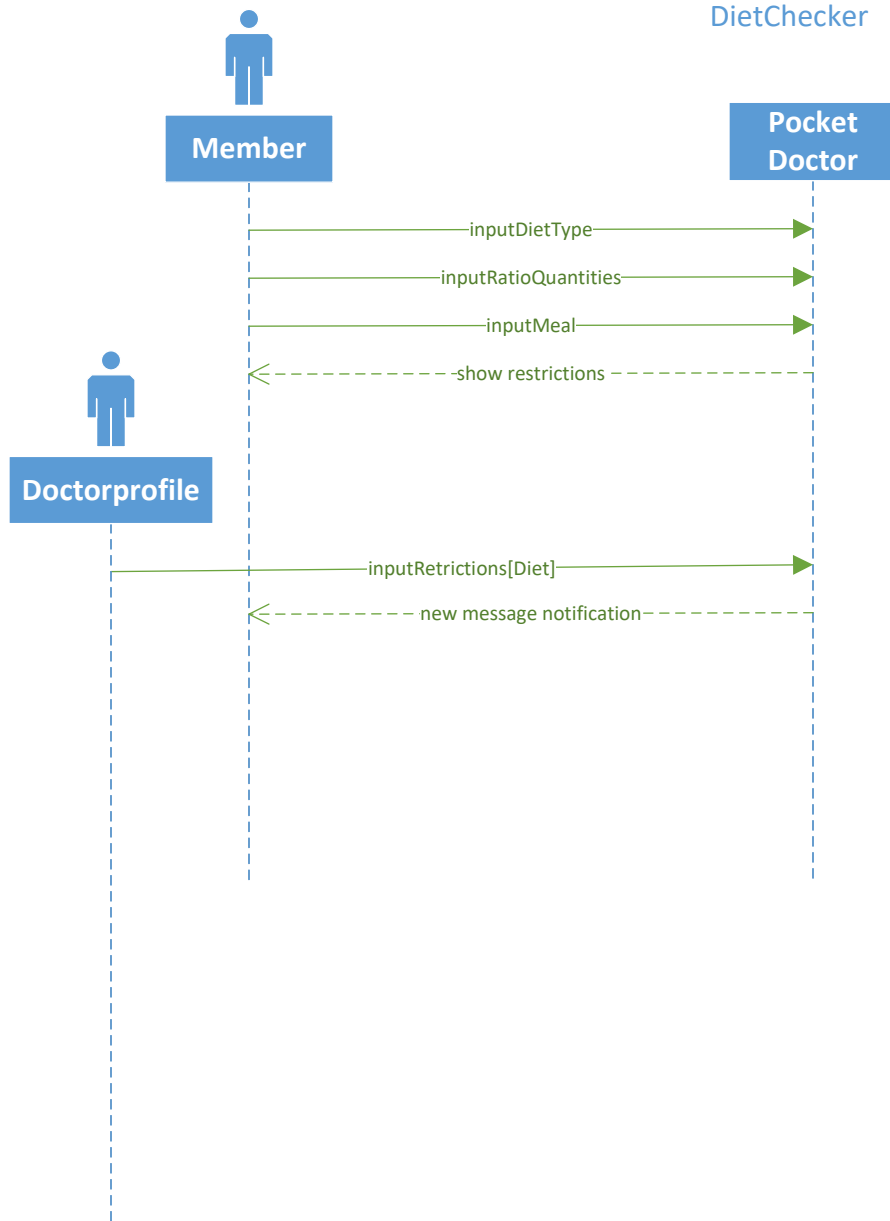 DietChecker
Member
Pocket
Doctor
inputDietType
inputRatioQuantities
inputMeal
show restrictions
Doctorprofile
inputRetrictions[Diet]
new message notification